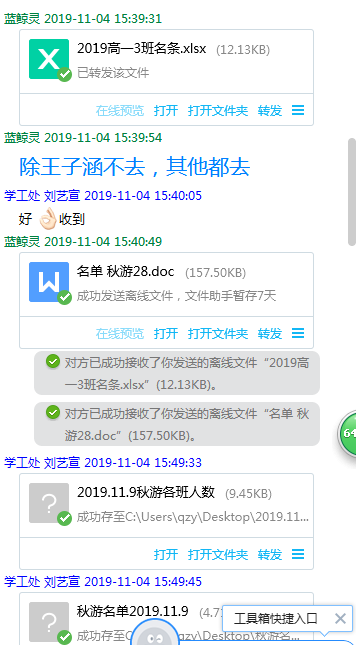 蓝鲸灵 2019-11-04 15:39:31
2019高一3班名条.xlsx (12.13KB)
已转发该文件
在线预览 打开 打开文件夹 转发
蓝鲸灵 2019-11-04 15:39:54
除王子涵不去，其他都去
学工处 刘艺宣 2019-11-04 15:40:05
好 👌🏻收到
蓝鲸灵 2019-11-04 15:40:49
名单 秋游28.doc (157.50KB)
成功发送离线文件，文件助手暂存7天
在线预览 打开 打开文件夹 转发
对方已成功接收了你发送的离线文件“2019高
一3班名条.xlsx”(12.13KB)。
对方已成功接收了你发送的离线文件“名单 秋
游28.doc”(157.50KB)。
学工处 刘艺宣 2019-11-04 15:49:33
2019.11.9秋游各班人数 (9.45KB)
成功存至C:\Users\qzy\Desktop\2019.11...
打开 打开文件夹 转发
学工处 刘艺宣 2019-11-04 15:49:45
秋游名单2019.11.9 (4.7
工具箱快捷入口
成功存至C:\Users\qzy\Desktop\秋游名...